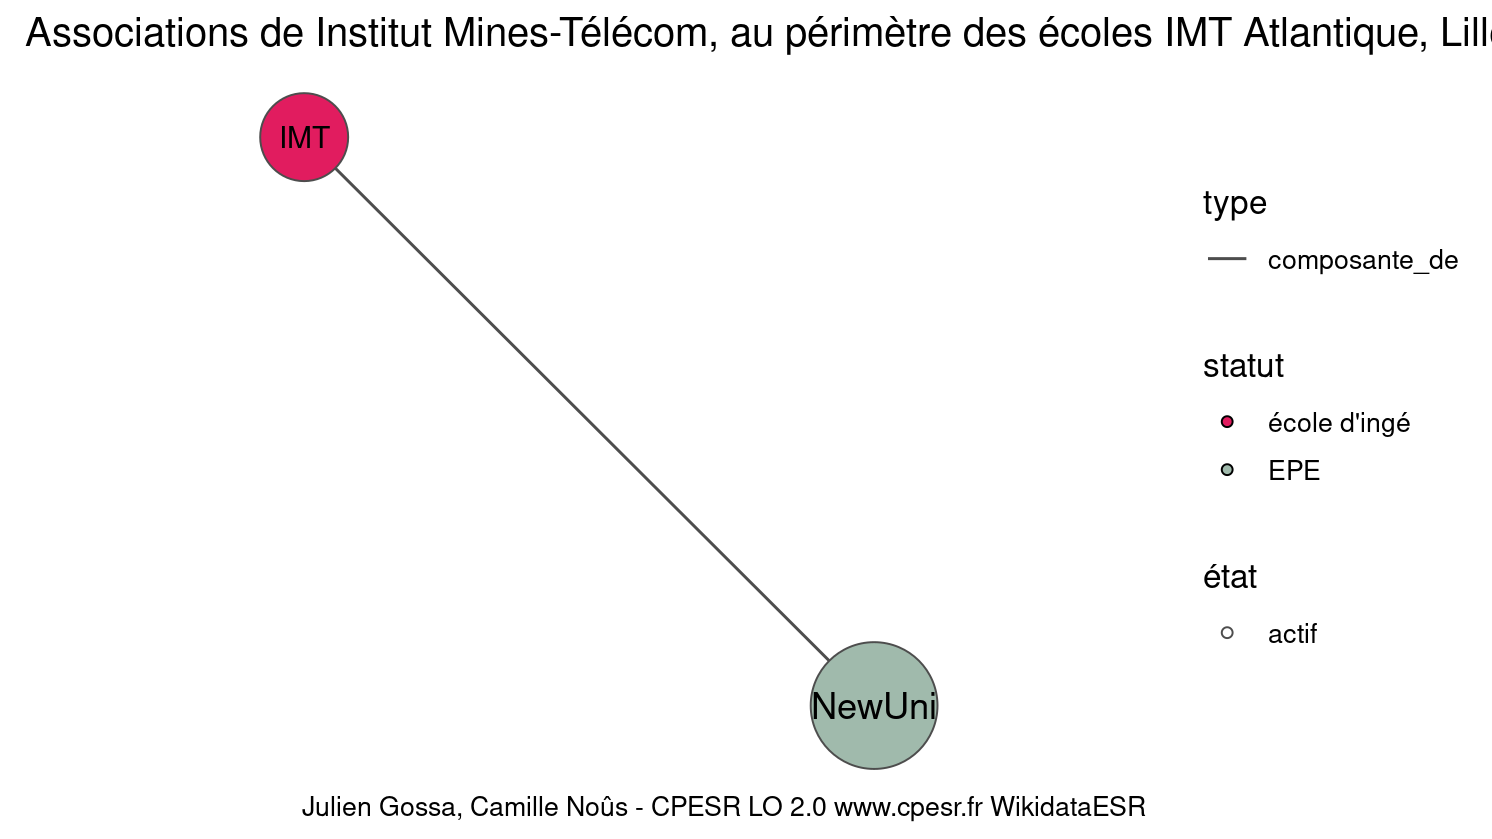 Associations de Institut Mines-Télécom, au périmètre des écoles IMT Atlantique, Lill
IMT
type
composante_de
statut
école d'ingé
EPE
état
actif
NewUni
Julien Gossa, Camille Noûs - CPESR LO 2.0 www.cpesr.fr WikidataESR